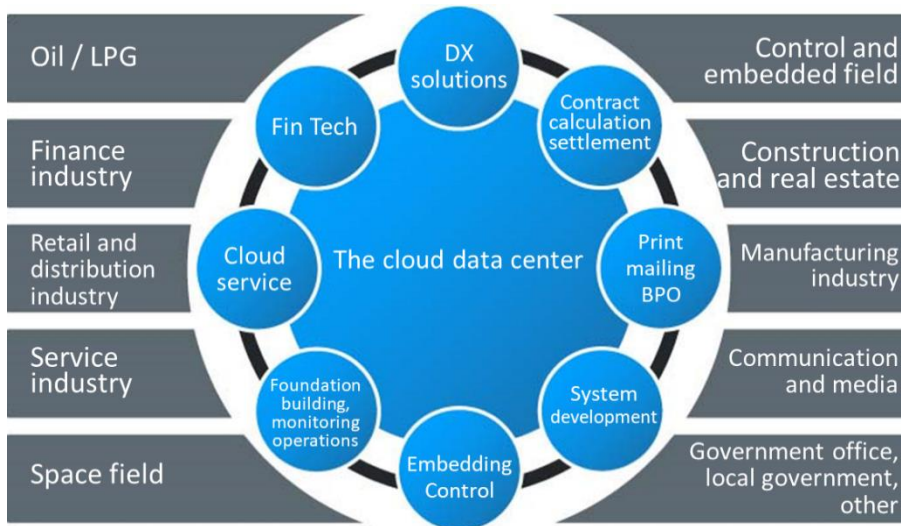 Oil / LPG
Finance
industry
Retail and
distribution
industry
Service
industry
Space field
DX
solutions
Fin Tech
Contract
calculation
settlement
Cloud
service
The cloud data center
Print
mailing
BPO
Foundation
building,
monitoring
operations
System
development
Embedding
Control
Control and
embedded field
Construction
and real estate
Manufacturing
industry
Communication
and media
Government office,
local government,
other